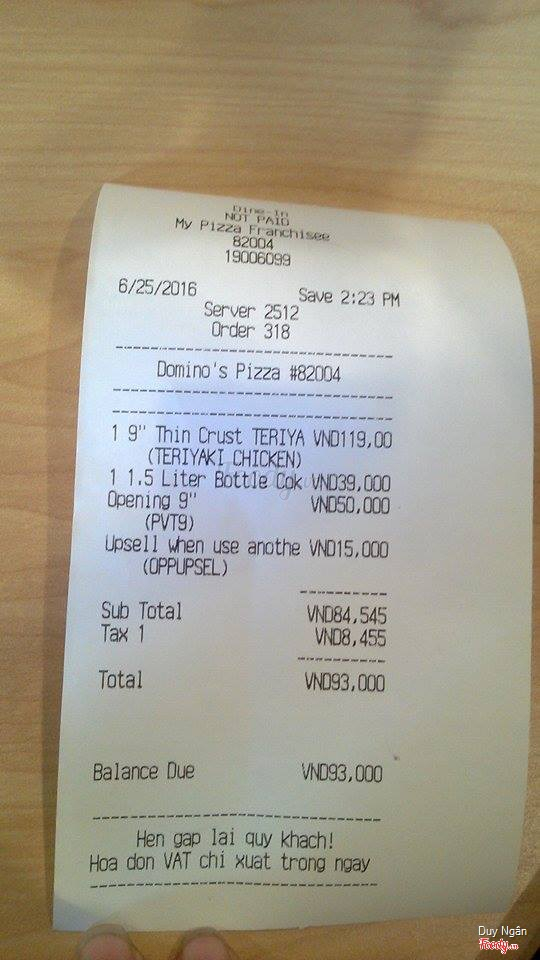 Dine-In
NOT PAID
My Pizza Franchisee
82004
19006099
6/25/2016 Save 2:23 PM
Server 2512
Order 318
Domino's Pizza #82004
1 9" Thin Crust TERIYA VND119,00
(TERIYAKI CHICKEN)
1 1.5 Liter Bottle Cok VND39,000
Opening 9" VND50,000
(PVT9)
Upsell when use anothe VND15,000
(OPPUPSEL)
Sub Total VND84,545
Tax 1 VND8,455
Total VND93,000
Balance Due VND93,000
Hen gap lai quy khach!
Hoa don VAT chi xuat trong ngay
Duy Ngân
Foody.vn